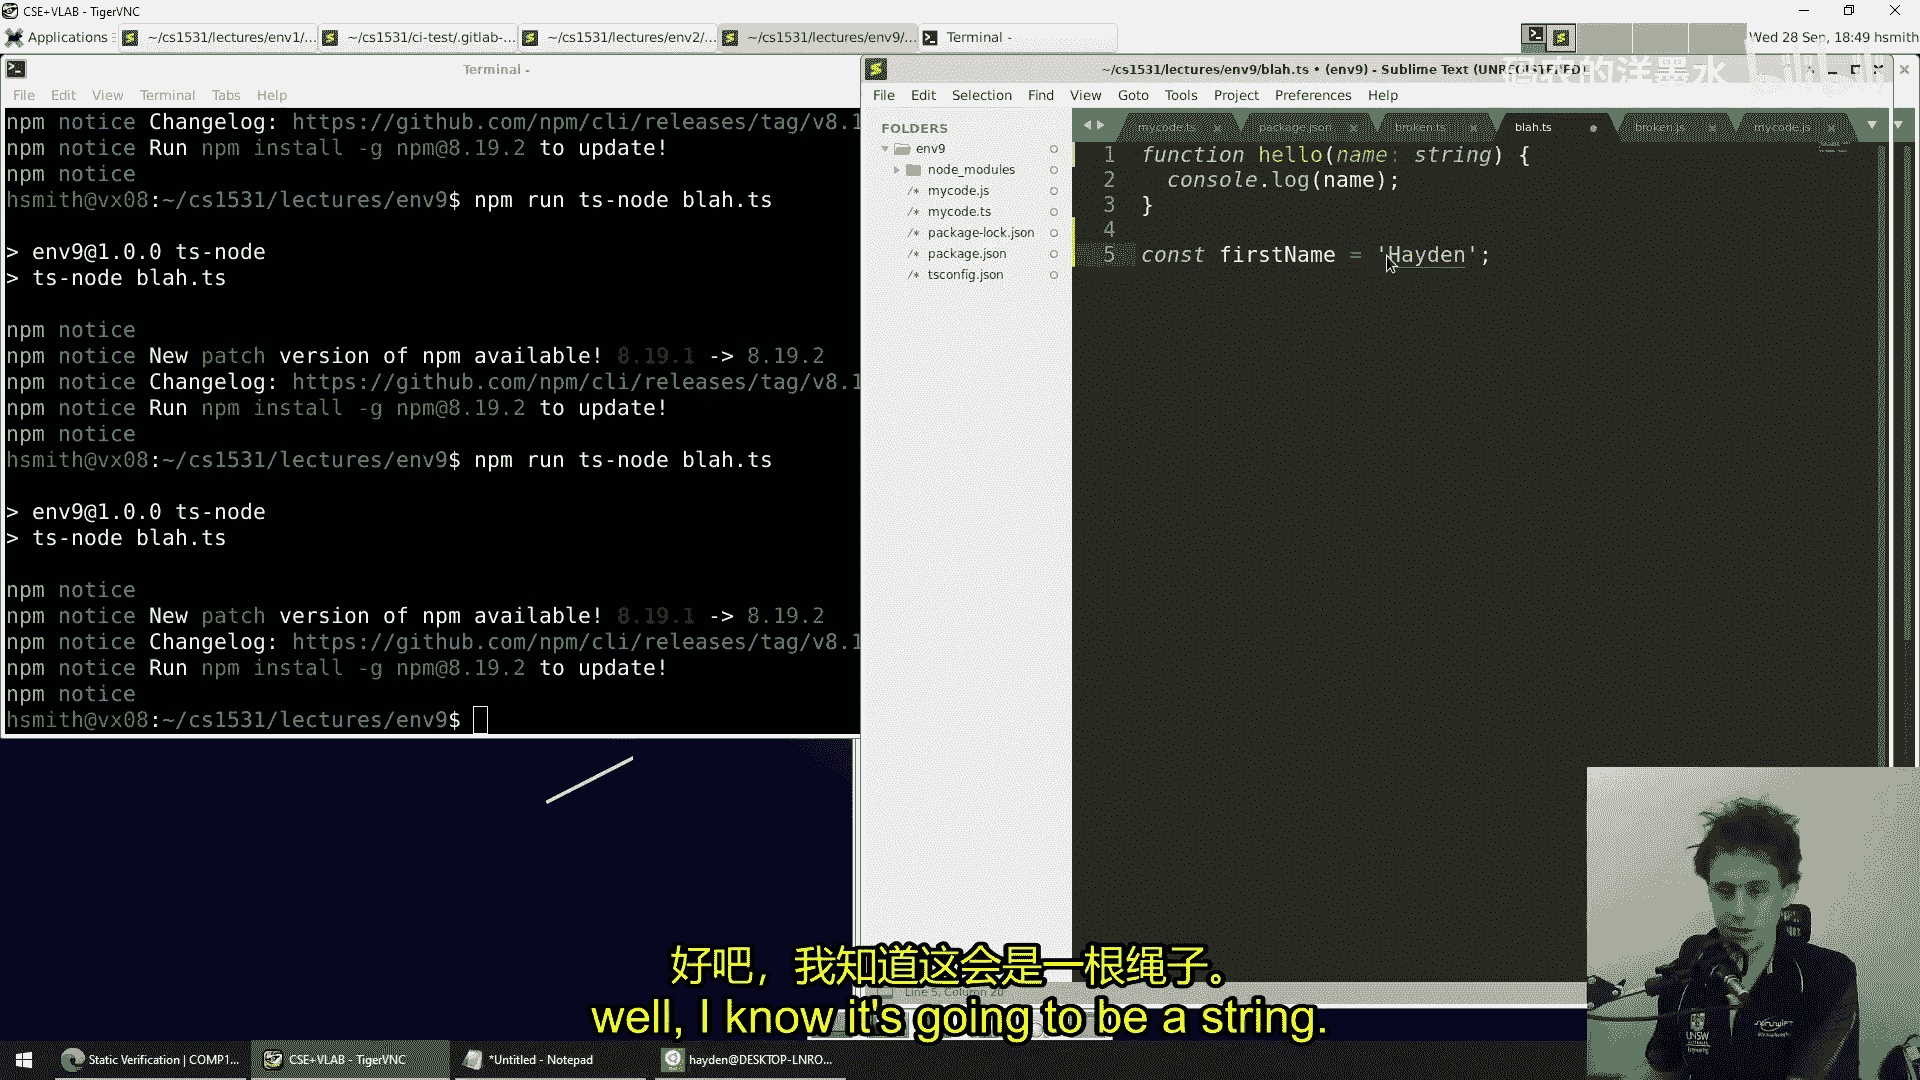 CSE+VLAB - TigerVNC
Applications
~/cs1531/lectures/env1/...
~/cs1531/ci-test/.gitlab-...
~/cs1531/lectures/env2/...
~/cs1531/lectures/env9/...
Terminal -
Wed 28 Sep, 18:49 hsmith
Terminal -
File Edit View Terminal Tabs Help
npm notice Changelog: https://github.com/npm/cli/releases/tag/v8.1
npm notice Run npm install -g npm@8.19.2 to update!
npm notice
hsmith@vx08:~/cs1531/lectures/env9$ npm run ts-node blah.ts
> env9@1.0.0 ts-node
> ts-node blah.ts
npm notice
npm notice New patch version of npm available! 8.19.1 -> 8.19.2
npm notice Changelog: https://github.com/npm/cli/releases/tag/v8.1
npm notice Run npm install -g npm@8.19.2 to update!
npm notice
hsmith@vx08:~/cs1531/lectures/env9$ npm run ts-node blah.ts
> env9@1.0.0 ts-node
> ts-node blah.ts
npm notice
npm notice New patch version of npm available! 8.19.1 -> 8.19.2
npm notice Changelog: https://github.com/npm/cli/releases/tag/v8.1
npm notice Run npm install -g npm@8.19.2 to update!
npm notice
hsmith@vx08:~/cs1531/lectures/env9$
~/cs1531/lectures/env9/blah.ts • (env9) - Sublime Text (UNREGISTERED)
码农的洋墨水 bilibili
File Edit Selection Find View Goto Tools Project Preferences Help
FOLDERS
env9
node_modules
/* mycode.js
/* mycode.ts
/* package-lock.json
/* package.json
/* tsconfig.json
mycode.ts
package.json
broken.ts
blah.ts
broken.js
mycode.js
1 function hello(name: string) {
2 console.log(name);
3 }
4
5 const firstName = 'Hayden';
Line 5, Column 20
好吧，我知道这会是一根绳子。
well, I know it's going to be a string.
UNSW
Static Verification | COMP1...
CSE+VLAB - TigerVNC
*Untitled - Notepad
hayden@DESKTOP-LNRO...